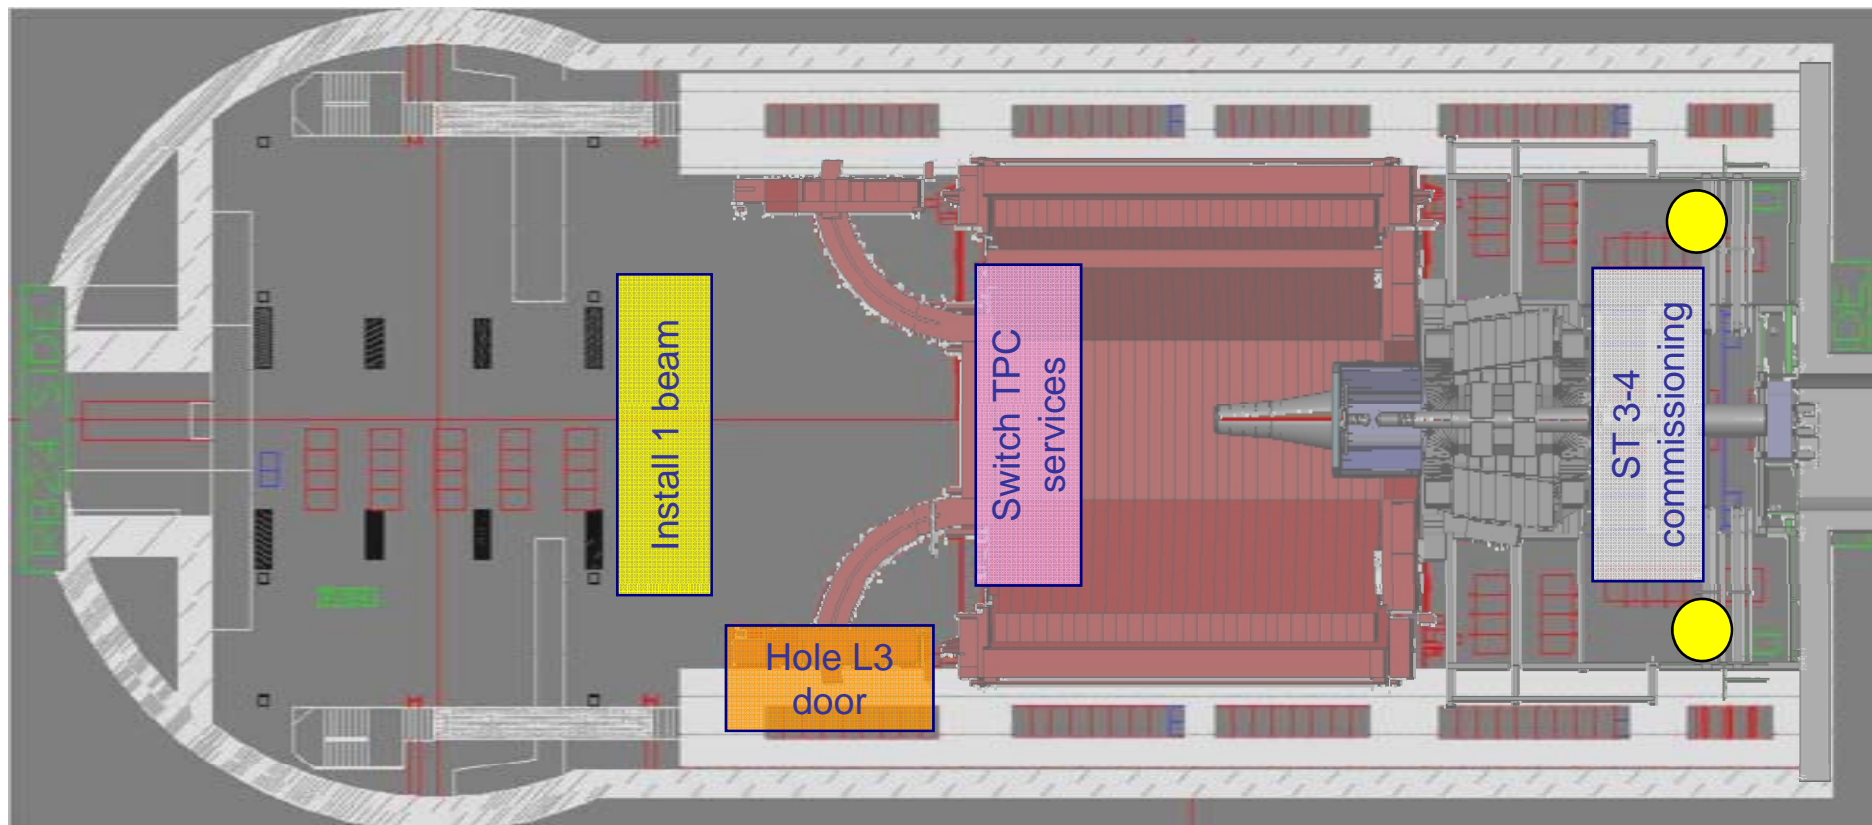 Install 1 beam
Switch TPC
services
ST 3-4
commissioning
Hole L3
door